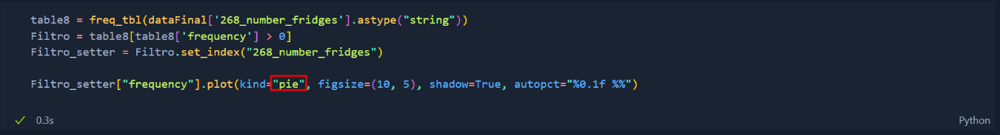 table8 = freq_tbl(dataFinal['268_number_fridges'].astype("string"))
Filtro = table8[table8['frequency'] > 0]
Filtro_setter = Filtro.set_index("268_number_fridges")
Filtro_setter["frequency"].plot(kind="pie", figsize=(10, 5), shadow=True, autopct="%0.1f %%")
0.3s
Python